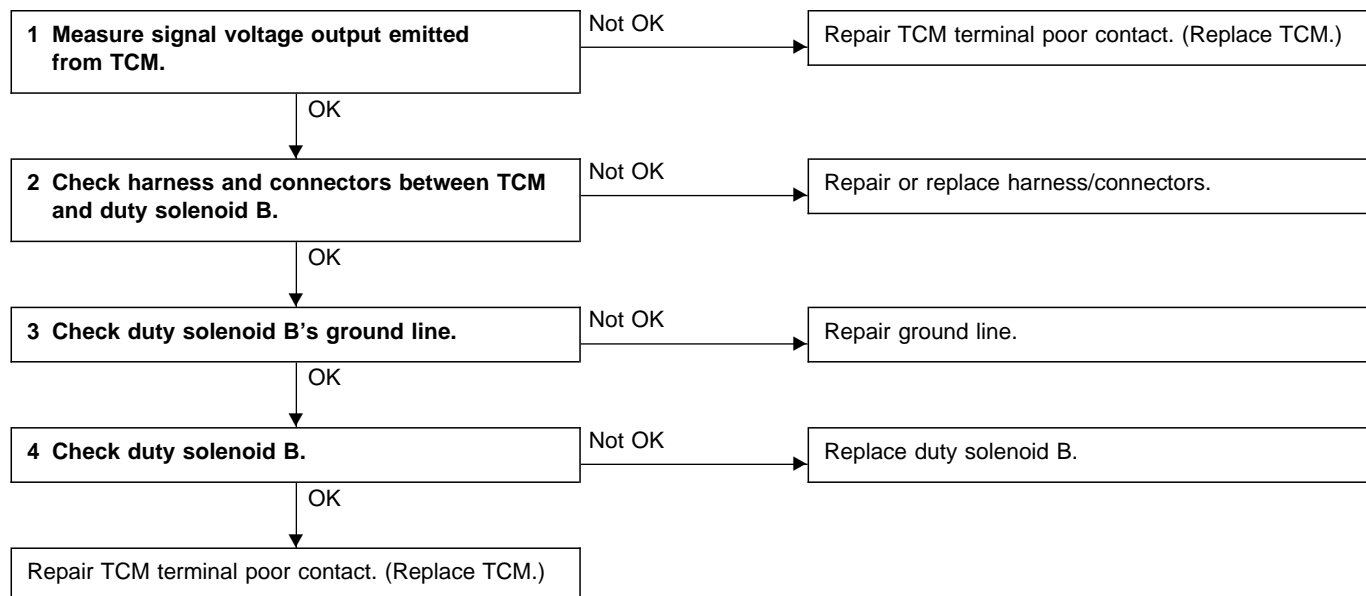 1 Measure signal voltage output emitted
from TCM.
Not OK
Repair TCM terminal poor contact. (Replace TCM.)
OK
2 Check harness and connectors between TCM
and duty solenoid B.
Not OK
Repair or replace harness/connectors.
OK
3 Check duty solenoid B’s ground line.
Not OK
Repair ground line.
OK
4 Check duty solenoid B.
Not OK
Replace duty solenoid B.
OK
Repair TCM terminal poor contact. (Replace TCM.)